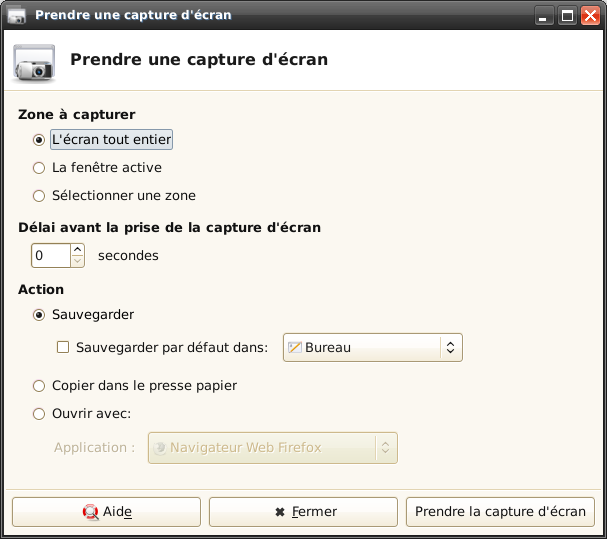 Prendre une capture d'écran
Prendre une capture d'écran
Zone à capturer
L'écran tout entier
La fenêtre active
Sélectionner une zone
Délai avant la prise de la capture d'écran
0 secondes
Action
Sauvegarder
Sauvegarder par défaut dans: Bureau
Copier dans le presse papier
Ouvrir avec:
Application : Navigateur Web Firefox
Aide Fermer Prendre la capture d'écran